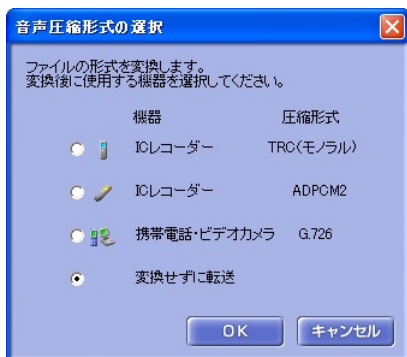 音声圧縮形式の選択
ファイルの形式を変換します。
変換後に使用する機器を選択してください。
機器 圧縮形式
ICレコーダー TRC(モノラル)
ICレコーダー ADPCM2
携帯電話・ビデオカメラ G.726
変換せずに転送
OK キャンセル